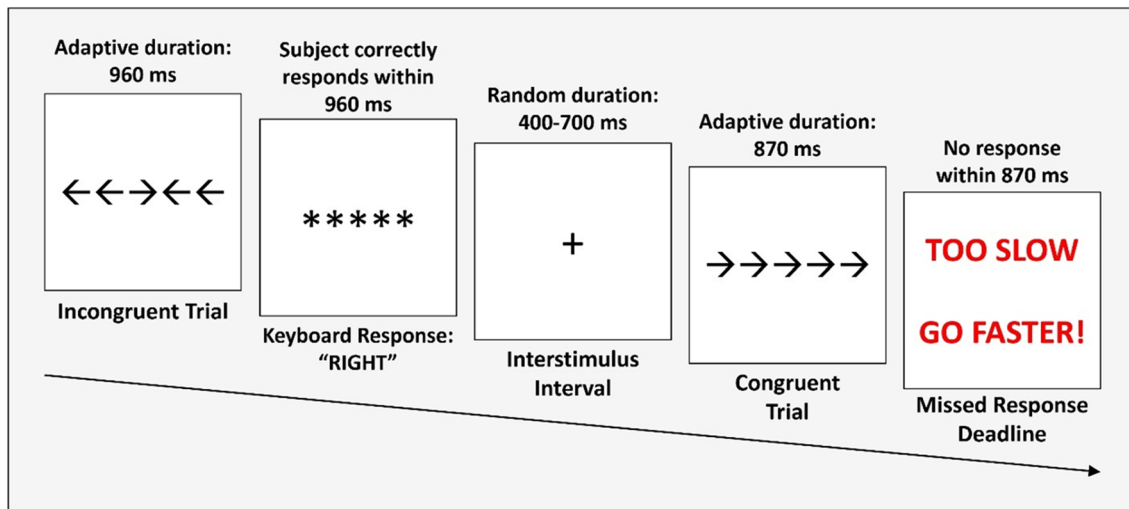 Adaptive duration:
960 ms
←←→←←
Incongruent Trial
Subject correctly
responds within
960 ms
*****
Keyboard Response:
“RIGHT”
Random duration:
400-700 ms
+
Interstimulus
Interval
Adaptive duration:
870 ms
→→→→→
Congruent
Trial
No response
within 870 ms
TOO SLOW
GO FASTER!
Missed Response
Deadline